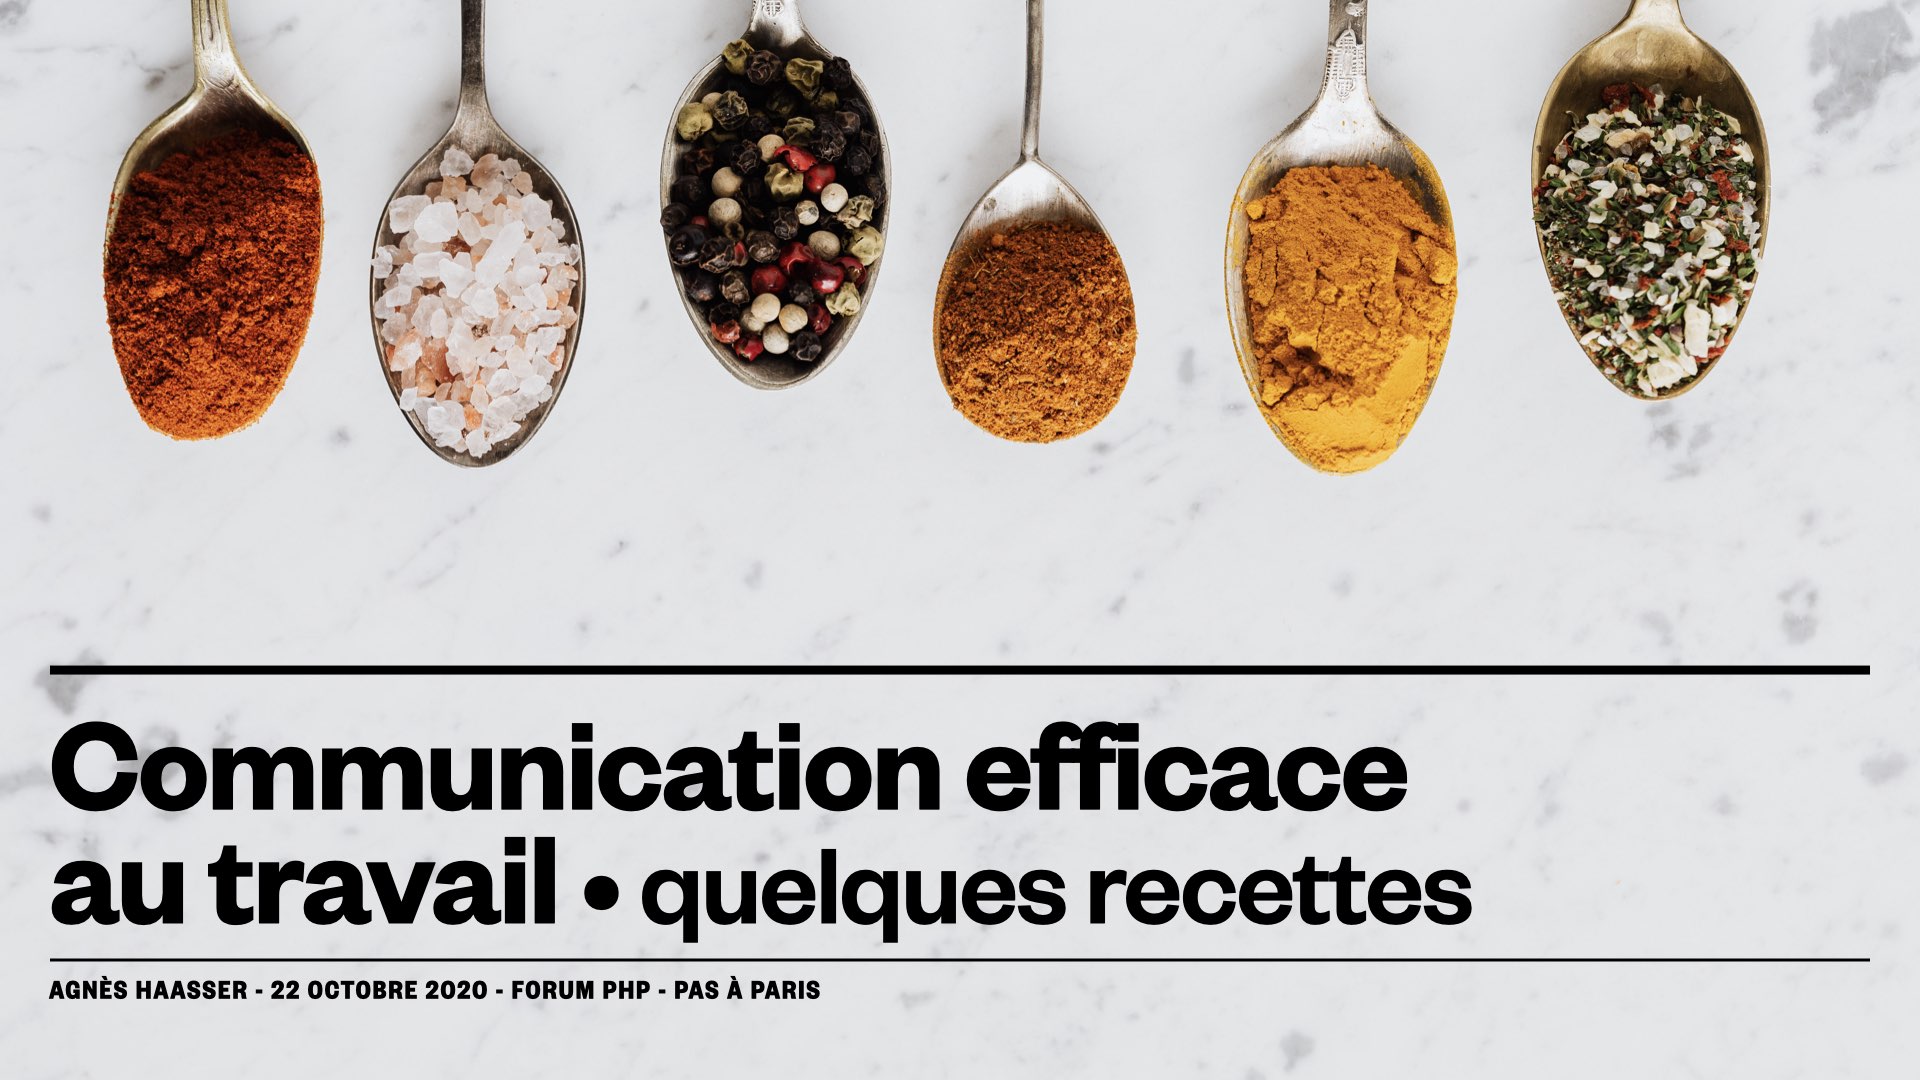 Communication efficace
au travail • quelques recettes
AGNÈS HAASSER - 22 OCTOBRE 2020 - FORUM PHP - PAS À PARIS